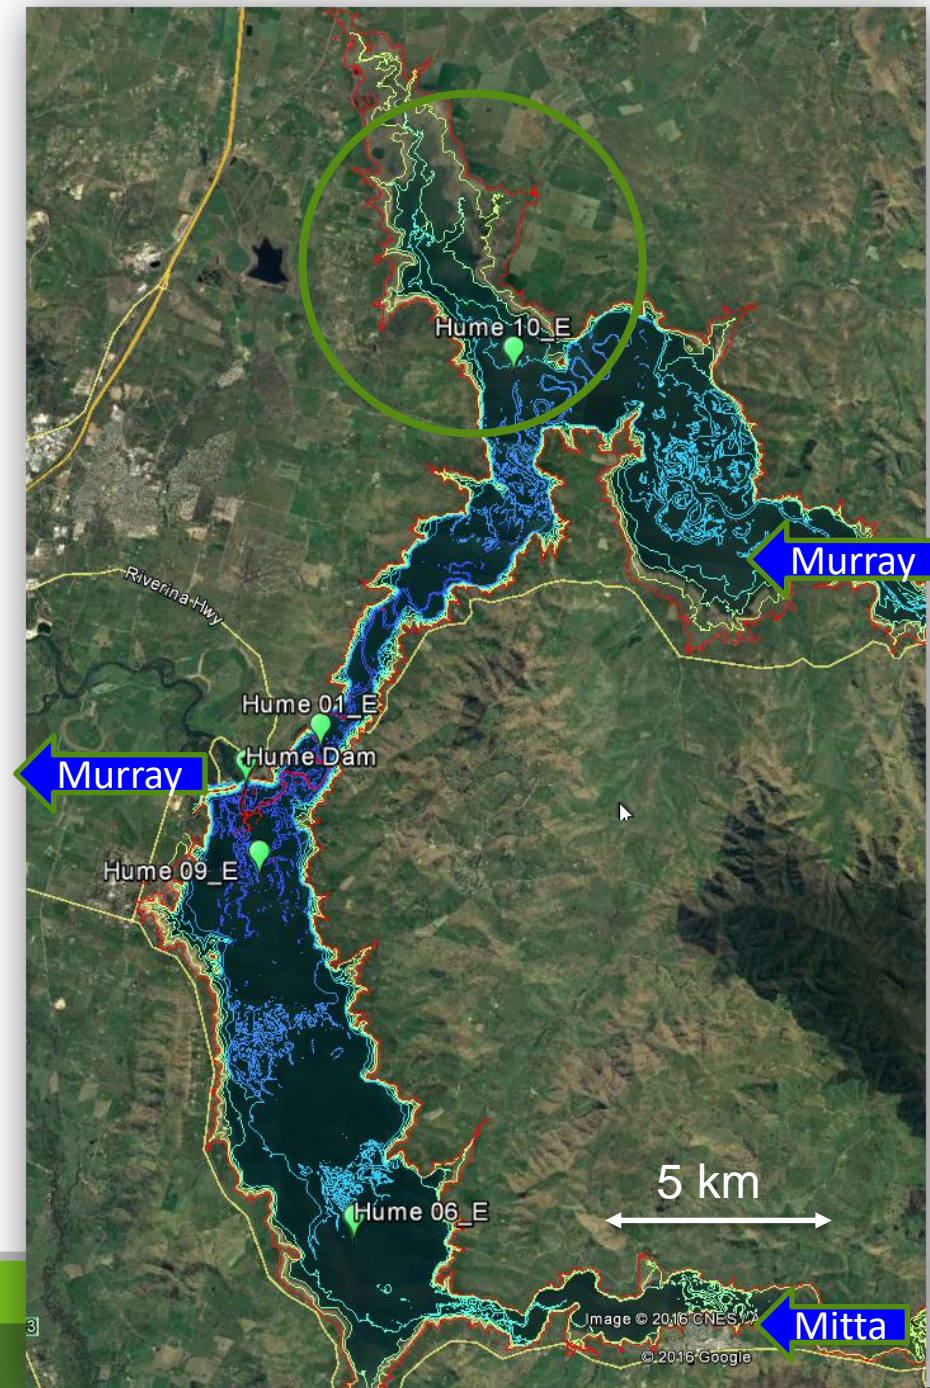 Hume 10_E
Murray
Riverina Hwy
Hume 01_E
Hume Dam
Murray
Hume 09_E
5 km
Hume 06_E
Image © 2016 CNES / A
Mitta
3
© 2016 Google